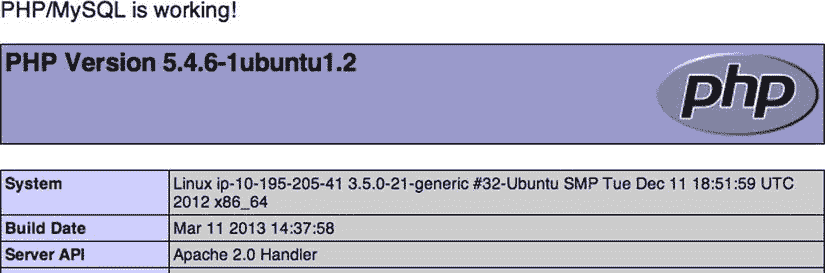 PHP/MySQL is working!
PHP Version 5.4.6-1ubuntu1.2
php
System Linux ip-10-195-205-41 3.5.0-21-generic #32-Ubuntu SMP Tue Dec 11 18:51:59 UTC
2012 x86_64
Build Date Mar 11 2013 14:37:58
Server API Apache 2.0 Handler